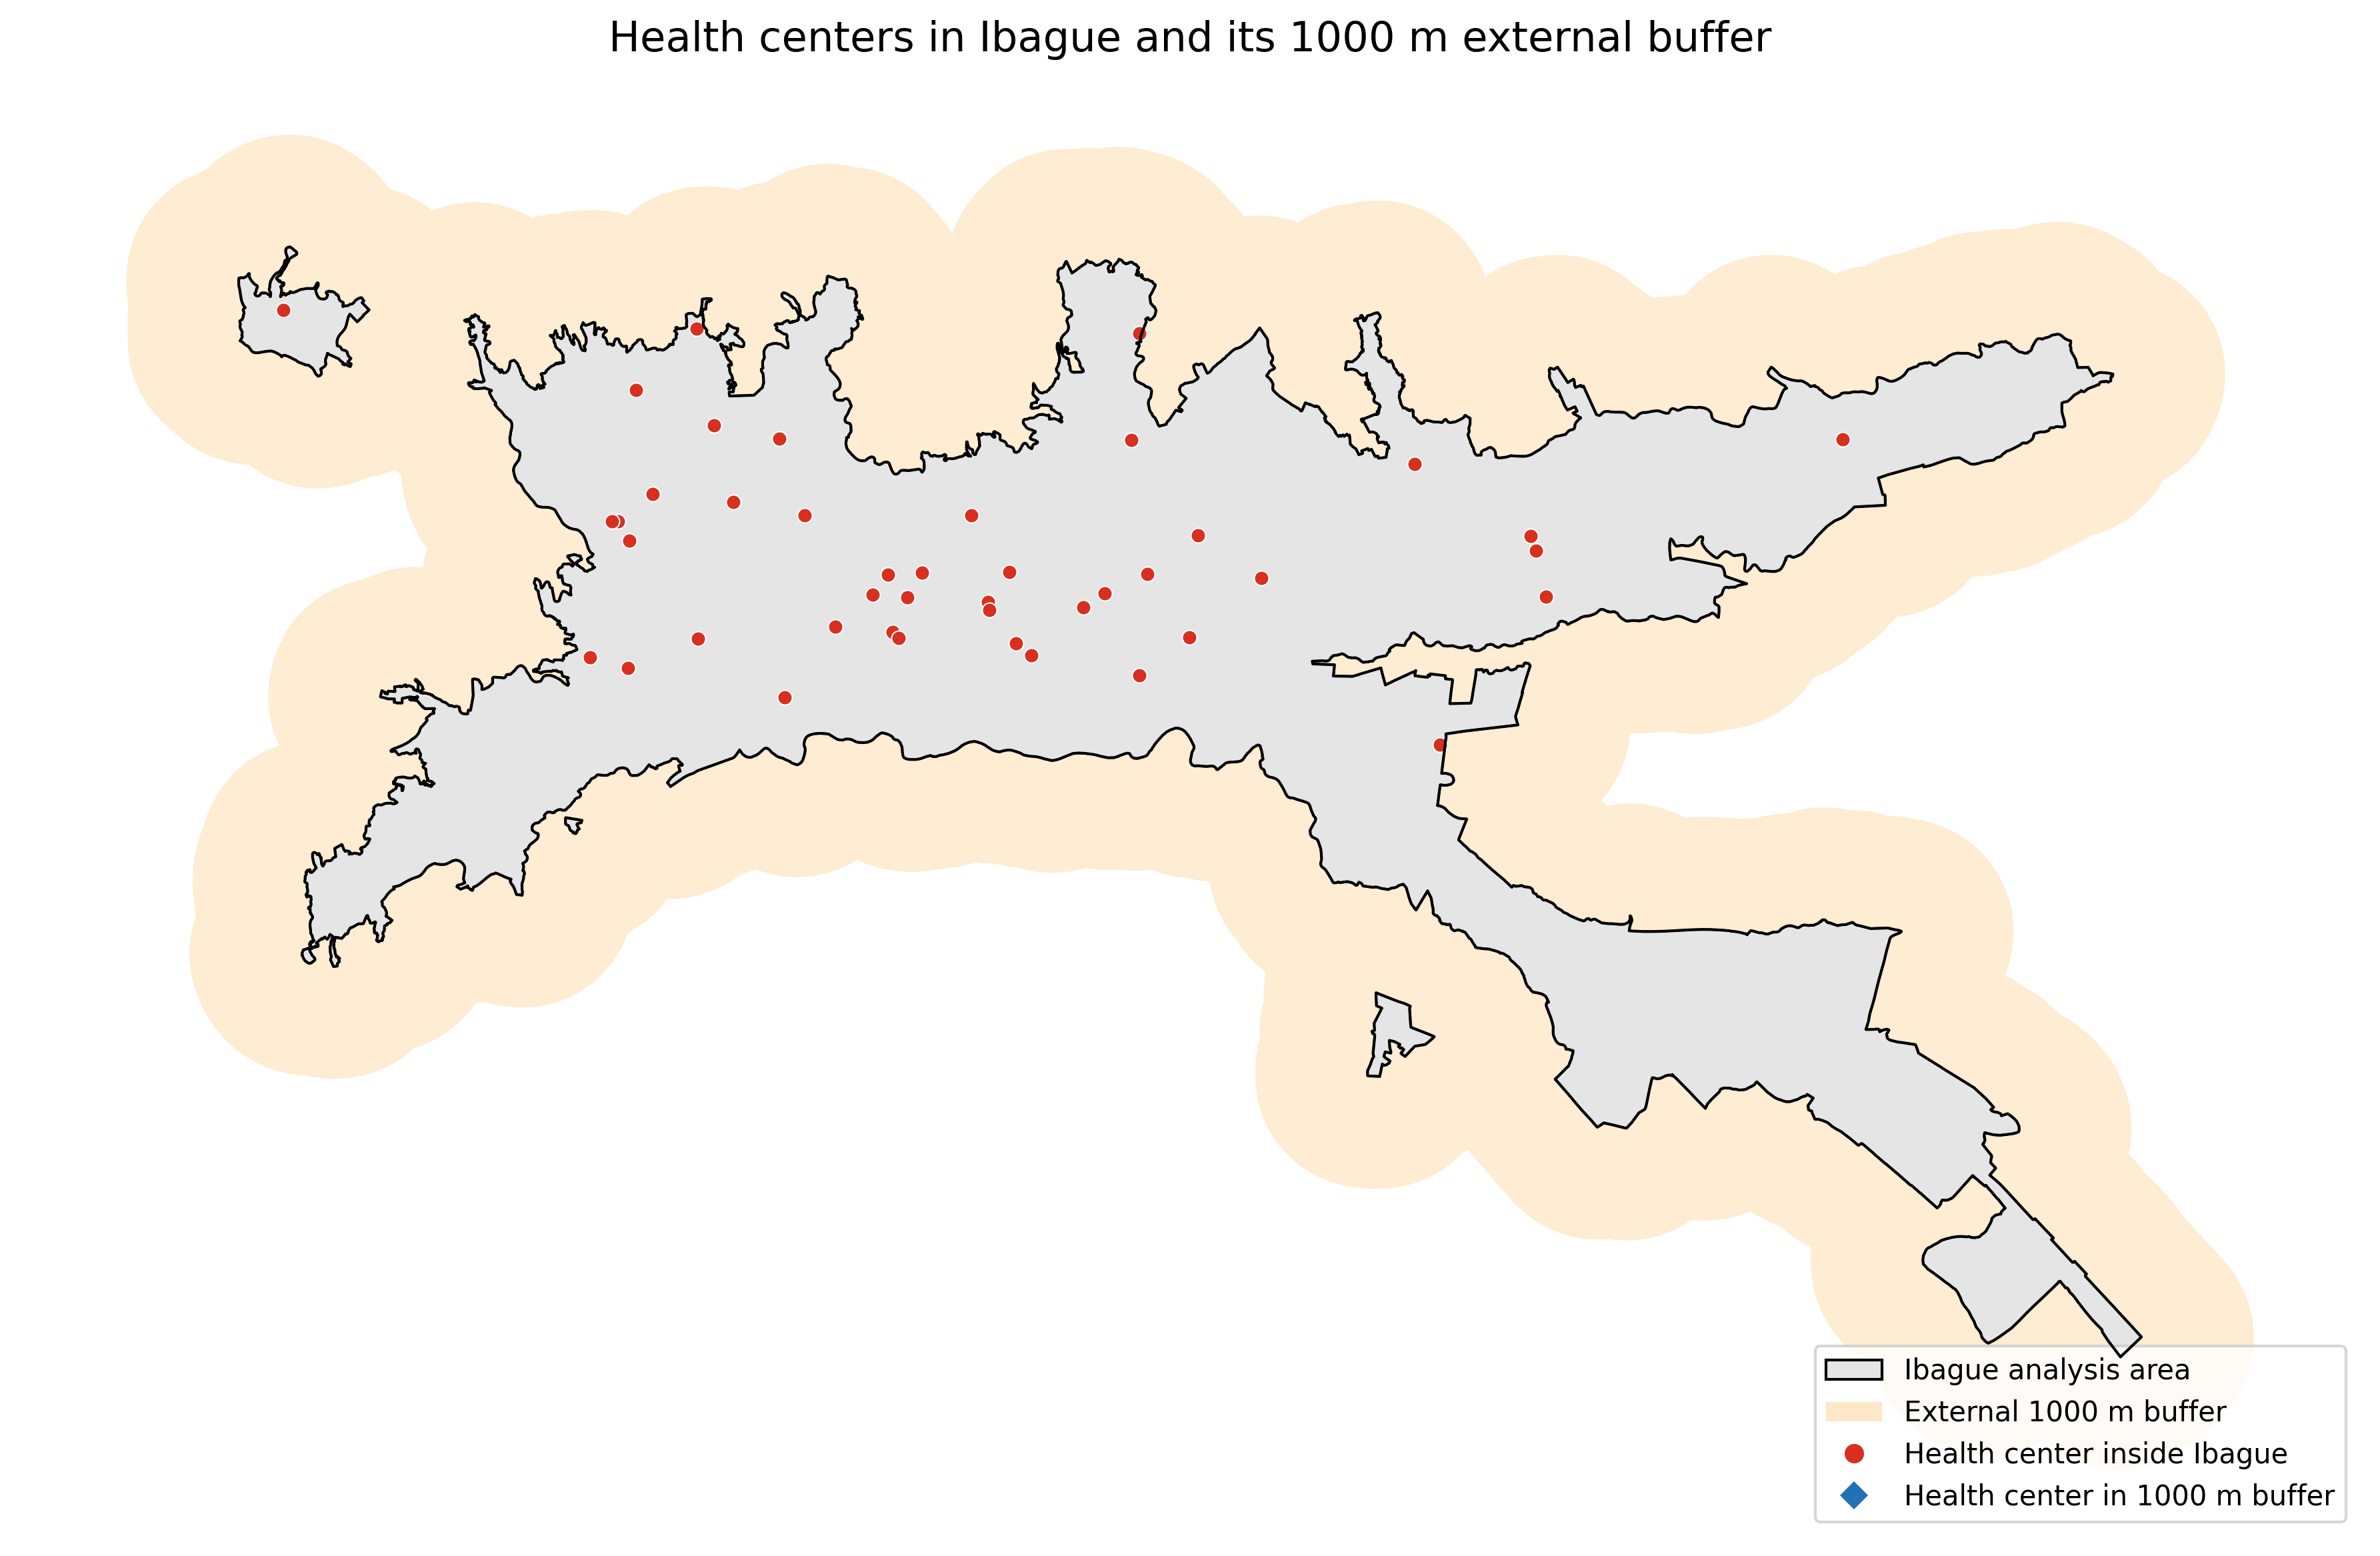 Health centers in Ibague and its 1000 m external buffer
Ibague analysis area
External 1000 m buffer
Health center inside Ibague
Health center in 1000 m buffer